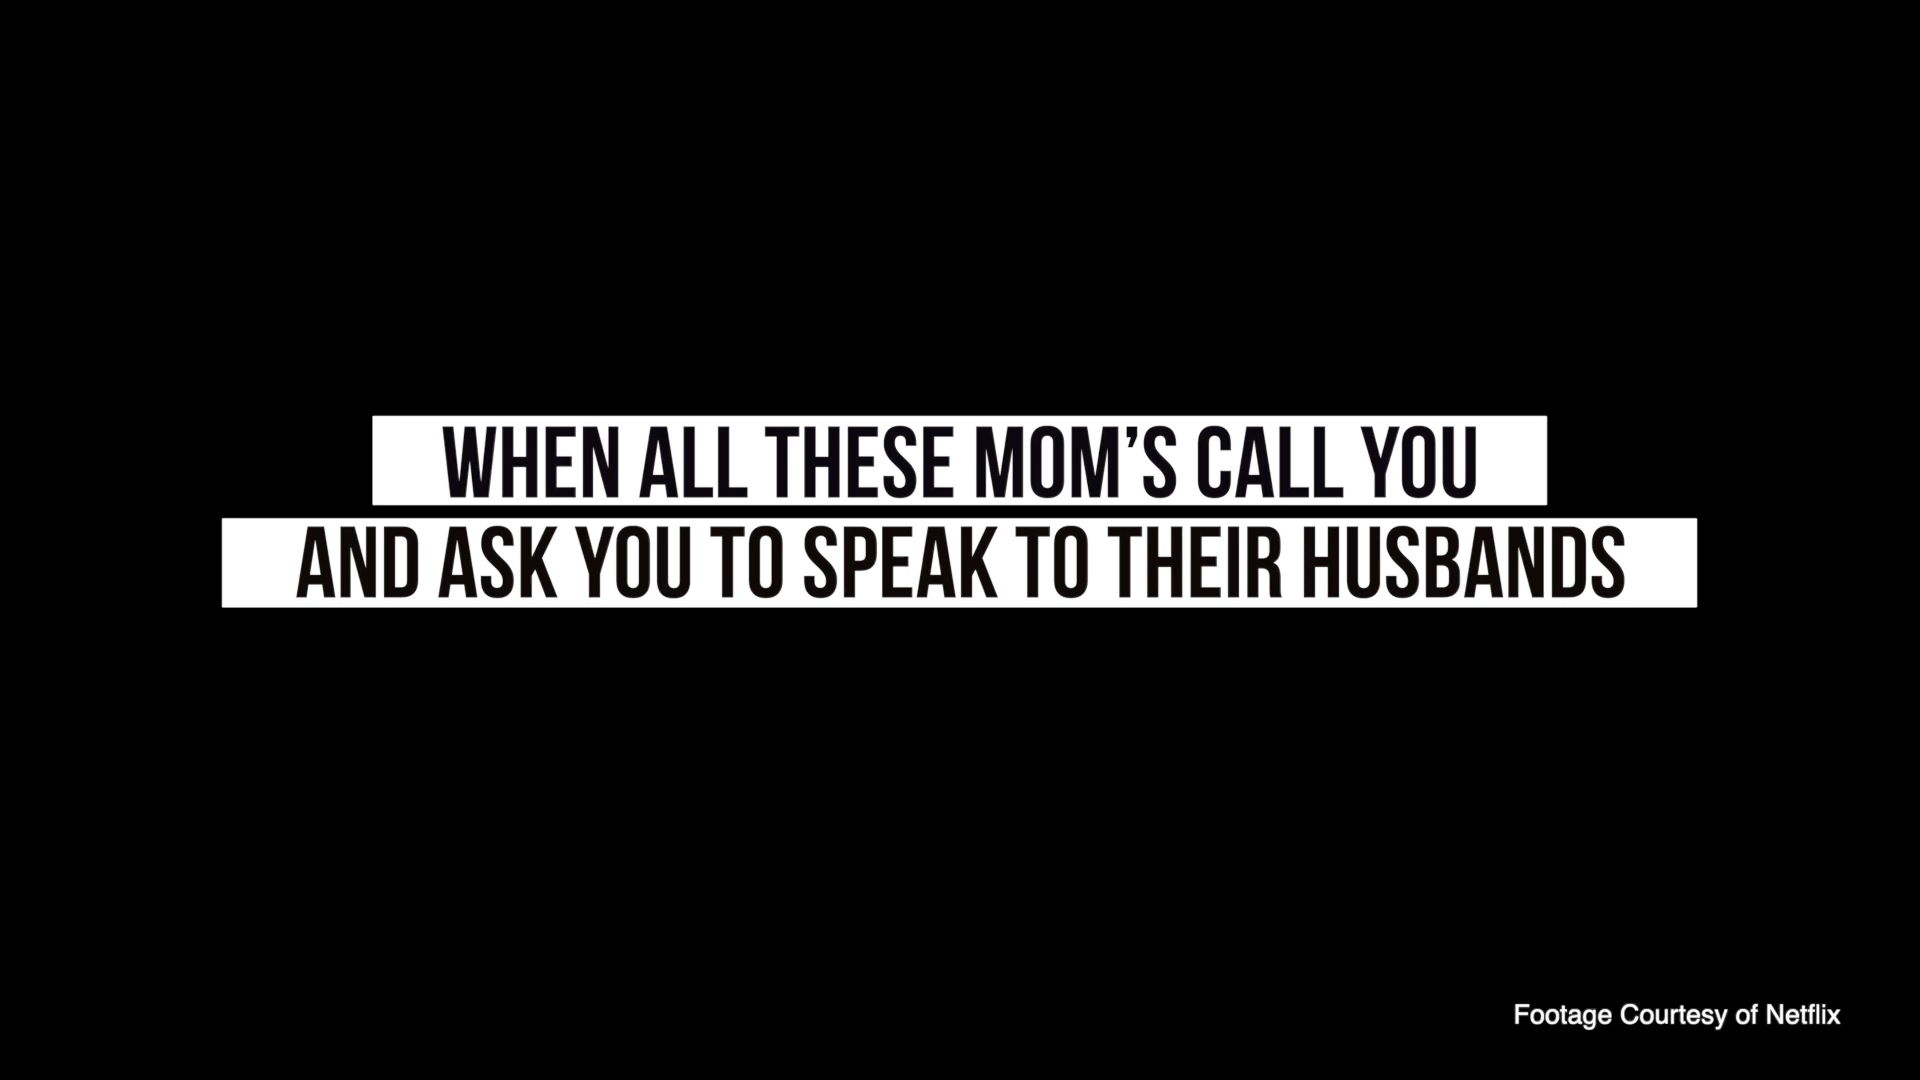 WHEN ALL THESE MOM’S CALL YOU
AND ASK YOU TO SPEAK TO THEIR HUSBANDS
Footage Courtesy of Netflix